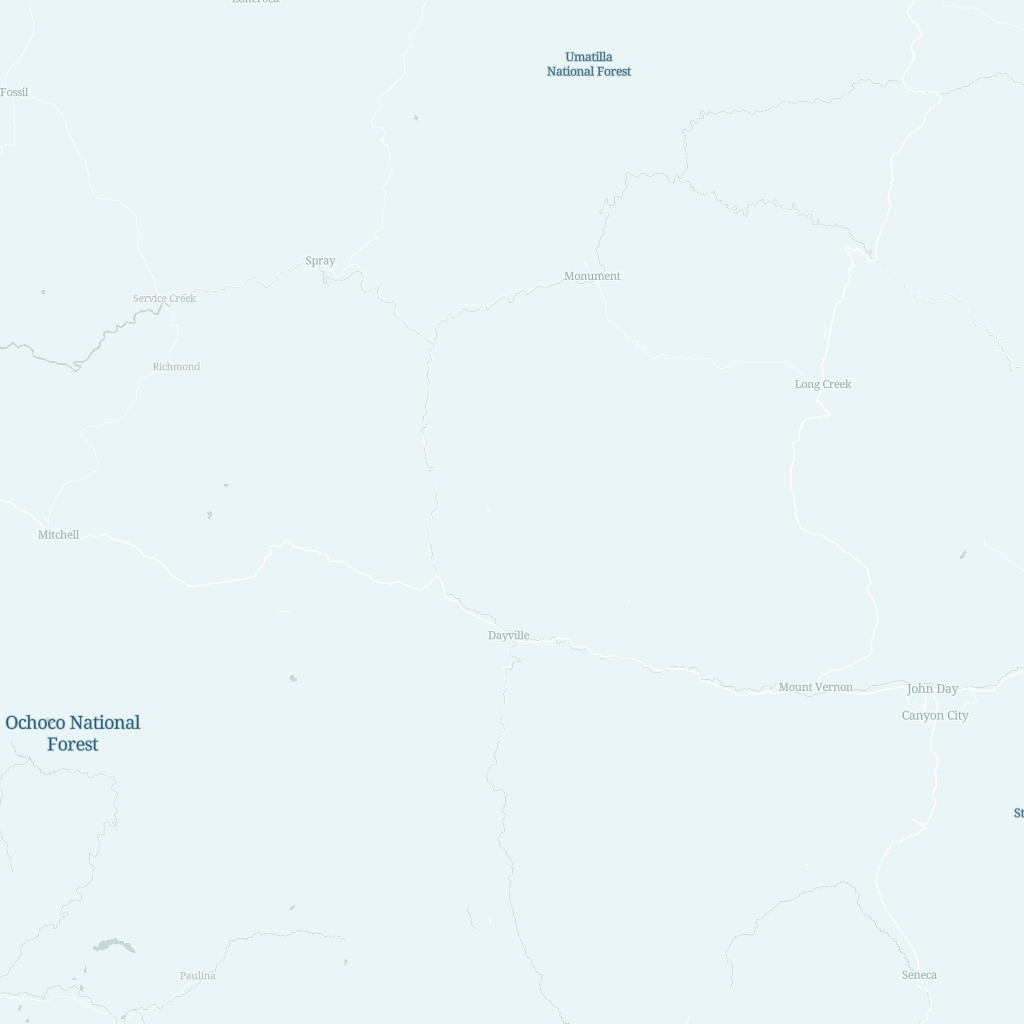 Umatilla
National Forest
Fossil
Spray
Monument
Service Creek
Richmond
Long Creek
Mitchell
Dayville
Mount Vernon
John Day
Canyon City
Ochoco National
Forest
Seneca
Paulina